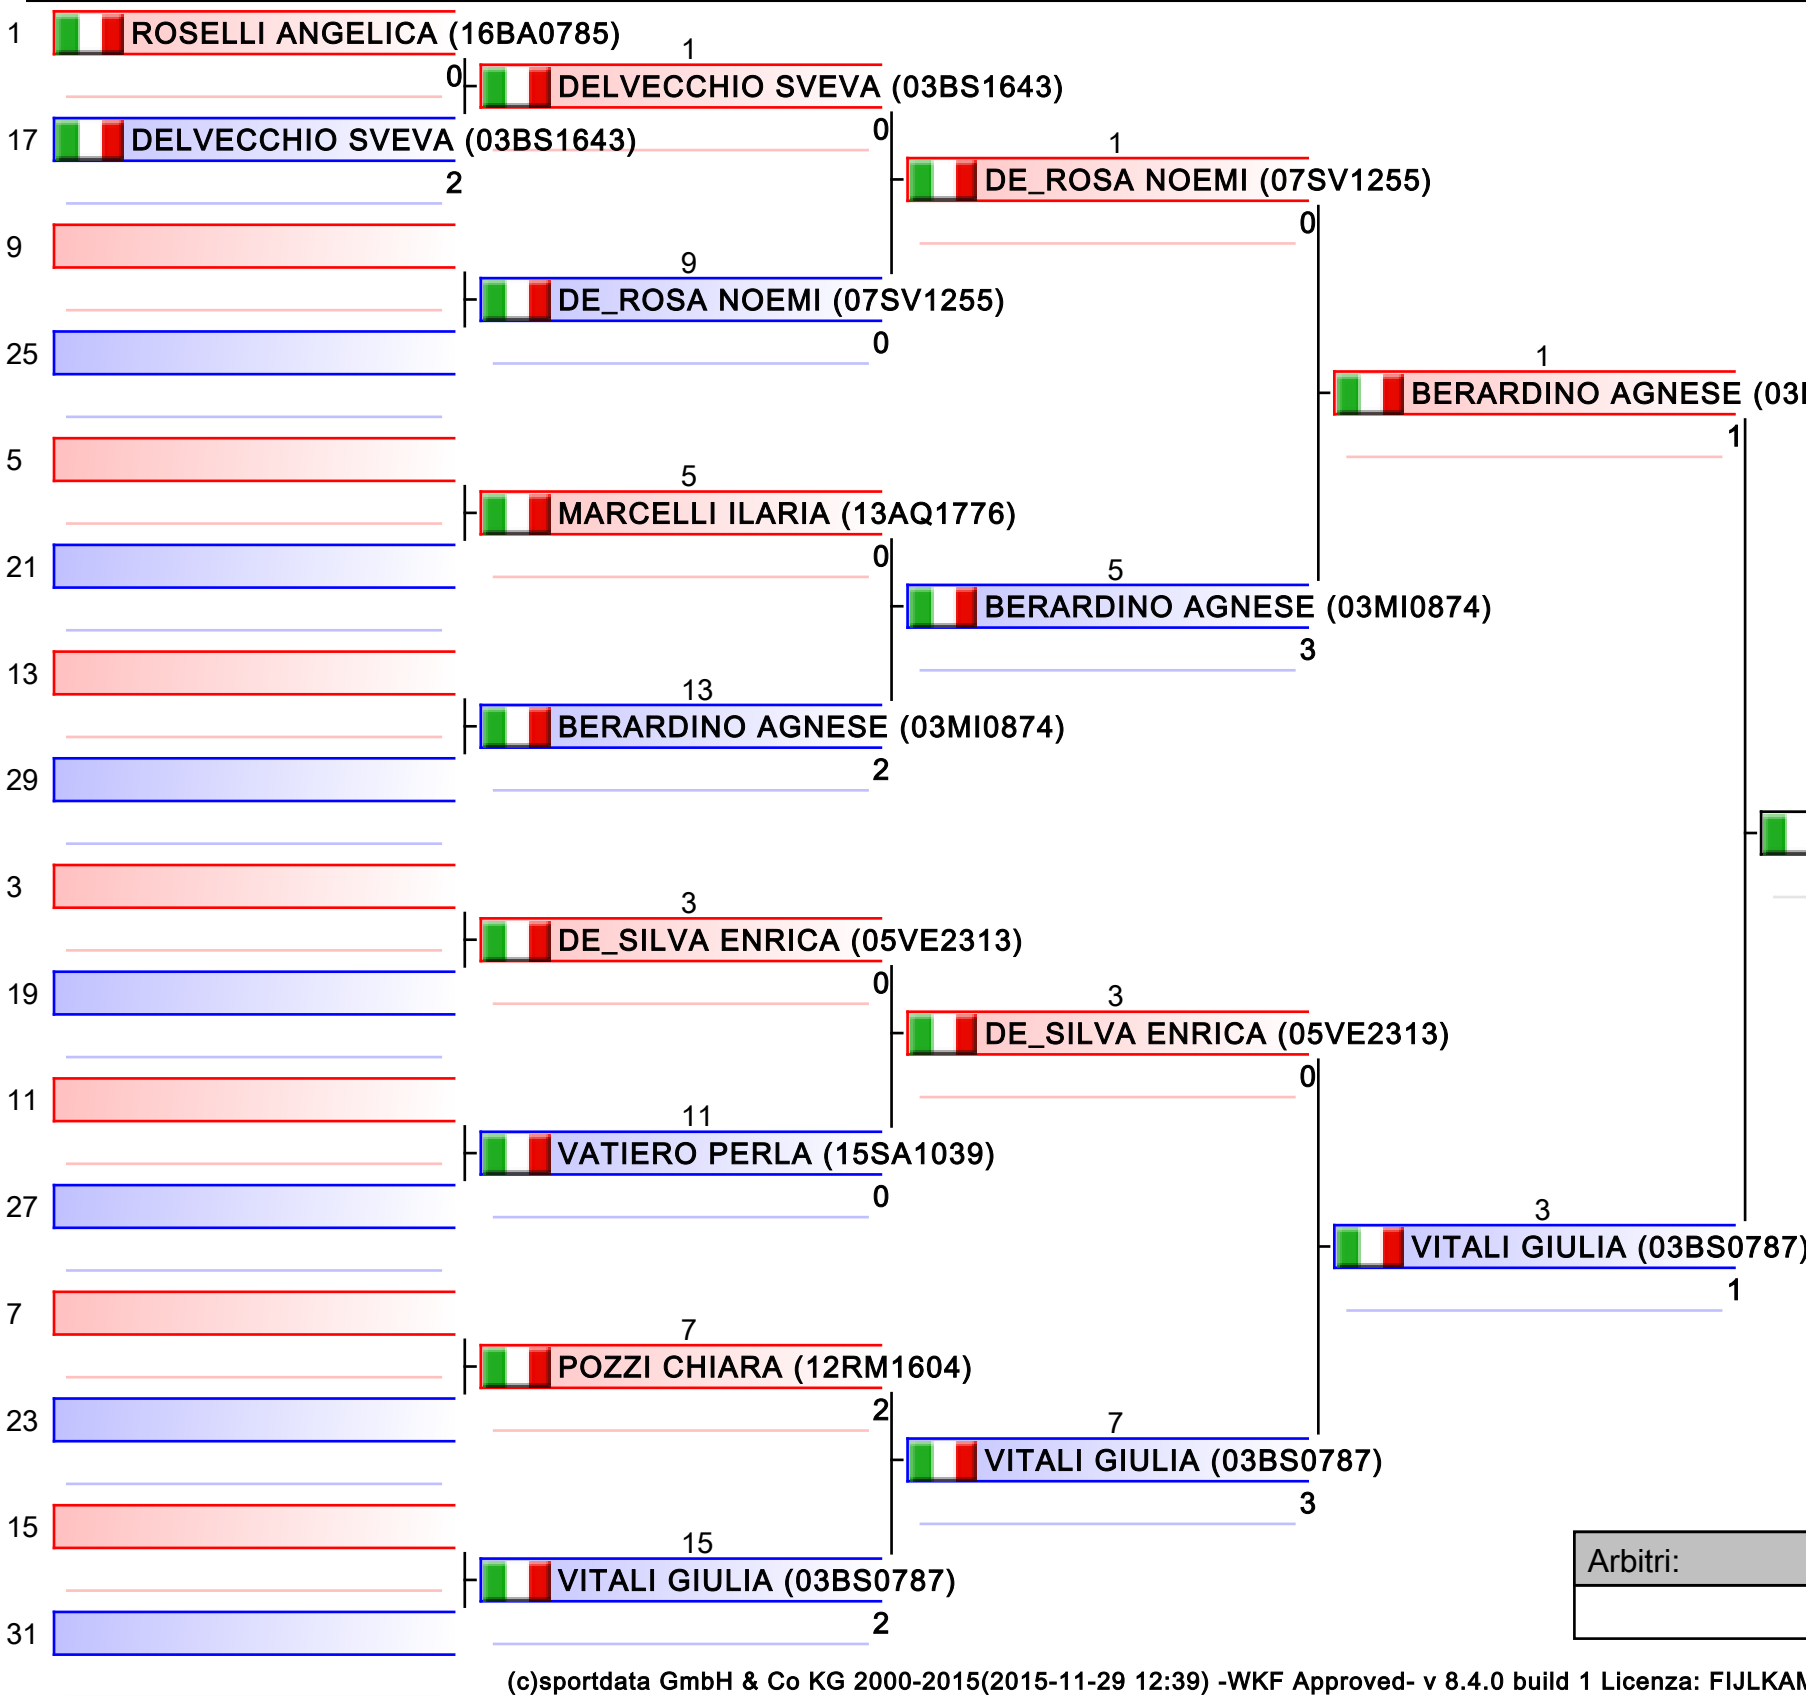 1 ROSELLI ANGELICA (16BA0785)
0
1
DELVECCHIO SVEVA (03BS1643)
0
17 DELVECCHIO SVEVA (03BS1643)
2
1
DE_ROSA NOEMI (07SV1255)
0
9
9
DE_ROSA NOEMI (07SV1255)
0
25
1
BERARDINO AGNESE (03
1
5
5
MARCELLI ILARIA (13AQ1776)
0
21
5
BERARDINO AGNESE (03MI0874)
3
13
13
BERARDINO AGNESE (03MI0874)
2
29
3
3
DE_SILVA ENRICA (05VE2313)
0
19
3
DE_SILVA ENRICA (05VE2313)
0
11
11
VATIERO PERLA (15SA1039)
0
27
3
VITALI GIULIA (03BS0787)
1
7
7
POZZI CHIARA (12RM1604)
2
23
7
VITALI GIULIA (03BS0787)
3
15
15
VITALI GIULIA (03BS0787)
2
31
Arbitri:
(c)sportdata GmbH & Co KG 2000-2015(2015-11-29 12:39) -WKF Approved- v 8.4.0 build 1 Licenza: FIJLKAM